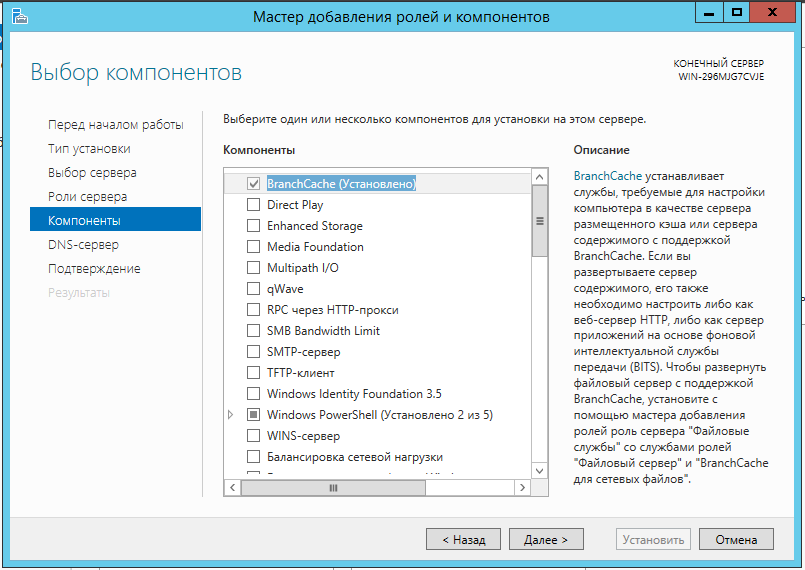 Мастер добавления ролей и компонентов
Выбор компонентов
КОНЕЧНЫЙ СЕРВЕР
WIN-296MJG7CVJE
Перед началом работы
Тип установки
Выбор сервера
Роли сервера
Компоненты
DNS-сервер
Подтверждение
Результаты
Выберите один или несколько компонентов для установки на этом сервере.
Компоненты
BranchCache (Установлено)
Direct Play
Enhanced Storage
Media Foundation
Multipath I/O
qWave
RPC через HTTP-прокси
SMB Bandwidth Limit
SMTP-сервер
TFTP-клиент
Windows Identity Foundation 3.5
Windows PowerShell (Установлено 2 из 5)
WINS-сервер
Балансировка сетевой нагрузки
Описание
BranchCache устанавливает
службы, требуемые для настройки
компьютера в качестве сервера
размещенного кэша или сервера
содержимого с поддержкой
BranchCache. Если вы
развертываете сервер
содержимого, его также
необходимо настроить либо как
веб-сервер HTTP, либо как сервер
приложений на основе фоновой
интеллектуальной службы
передачи (BITS). Чтобы развернуть
файловый сервер с поддержкой
BranchCache, установите с
помощью мастера добавления
ролей роль сервера "Файловые
службы" со службами ролей
"Файловый сервер" и "BranchCache
для сетевых файлов".
< Назад
Далее >
Установить
Отмена